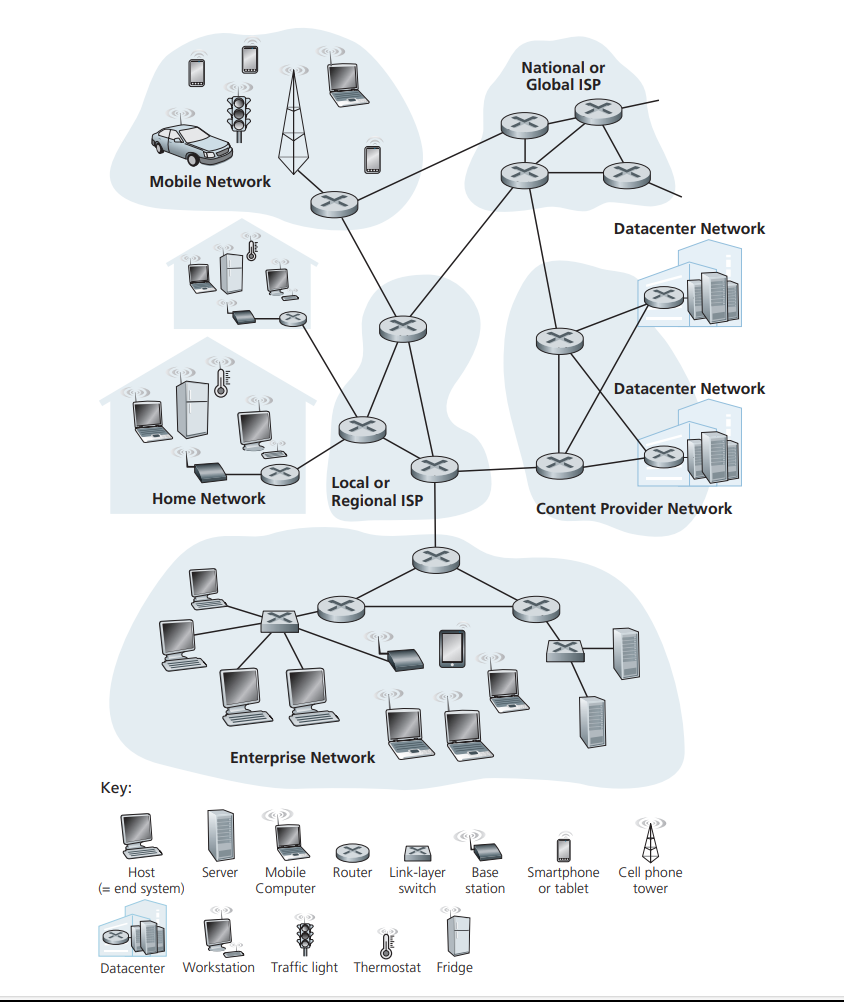 National or
Global ISP
Mobile Network
Datacenter Network
Datacenter Network
Home Network
Local or
Regional ISP
Content Provider Network
Enterprise Network
Key:
Host
(= end system)
Server
Mobile
Computer
Router
Link-layer
switch
Base
station
Smartphone
or tablet
Cell phone
tower
Datacenter
Workstation
Traffic light
Thermostat
Fridge